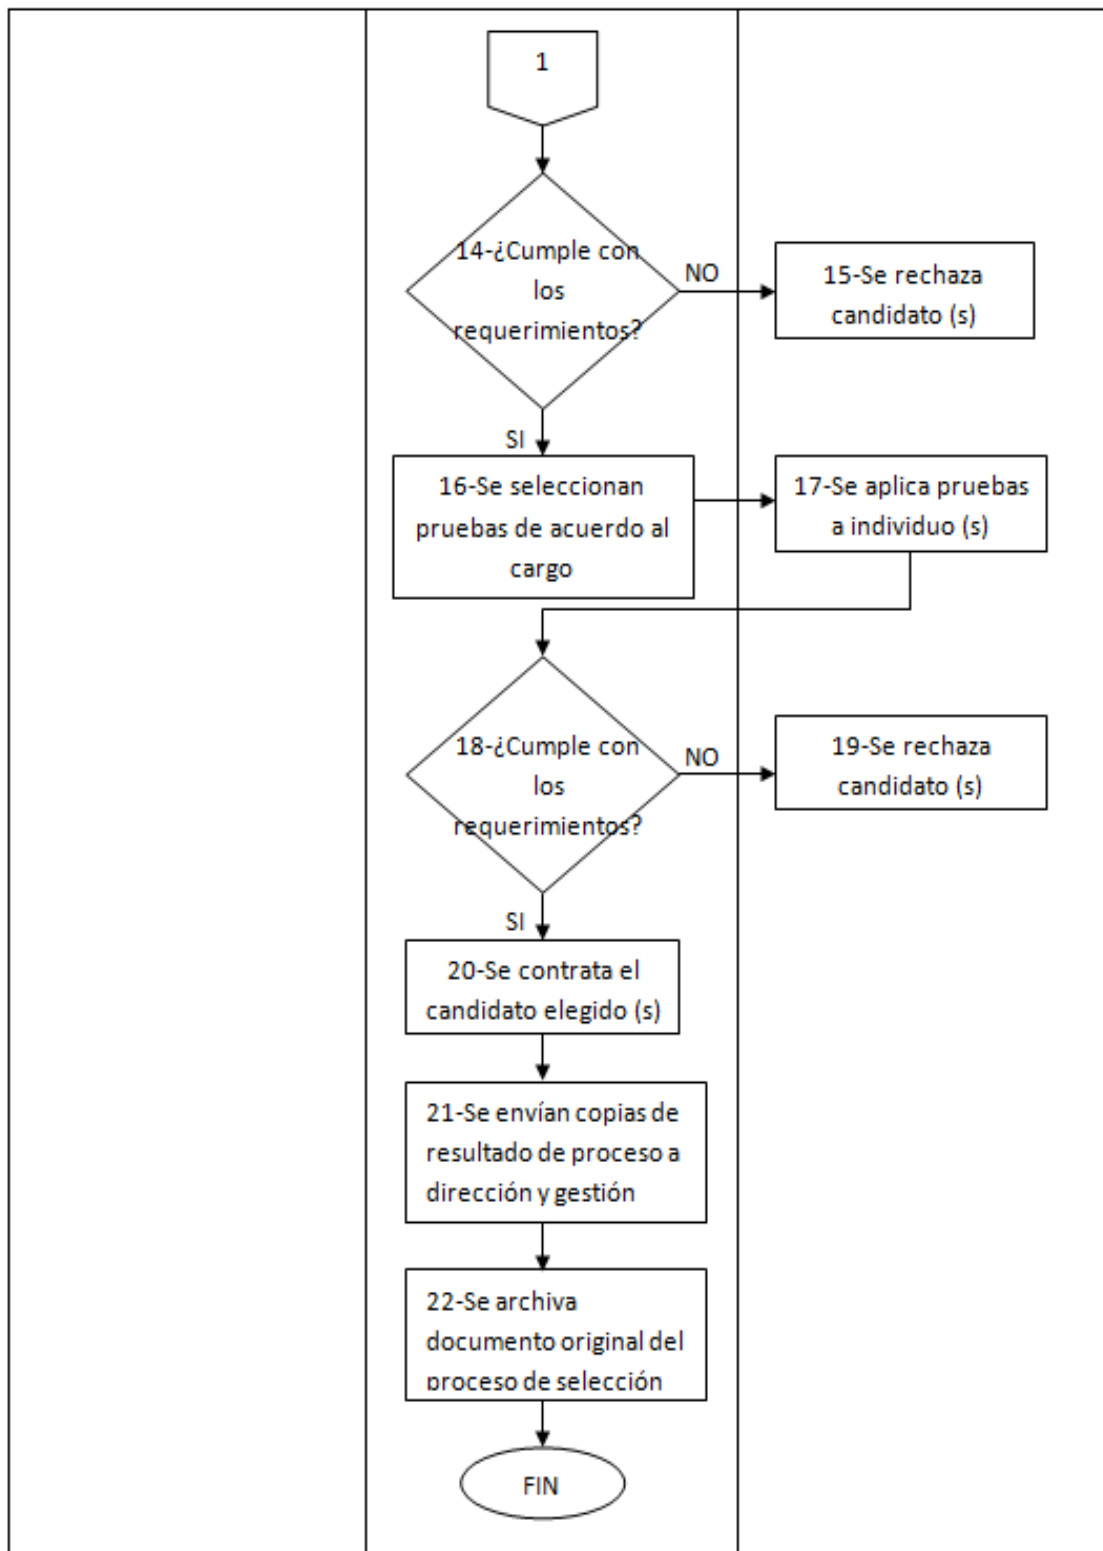 1
14-¿Cumple con
los
requerimientos?
NO
15-Se rechaza
candidato (s)
SI
16-Se seleccionan
pruebas de acuerdo al
cargo
17-Se aplica pruebas
a individuo (s)
18-¿Cumple con
los
requerimientos?
NO
19-Se rechaza
candidato (s)
SI
20-Se contrata el
candidato elegido (s)
21-Se envían copias de
resultado de proceso a
dirección y gestión
22-Se archiva
documento original del
proceso de selección
FIN